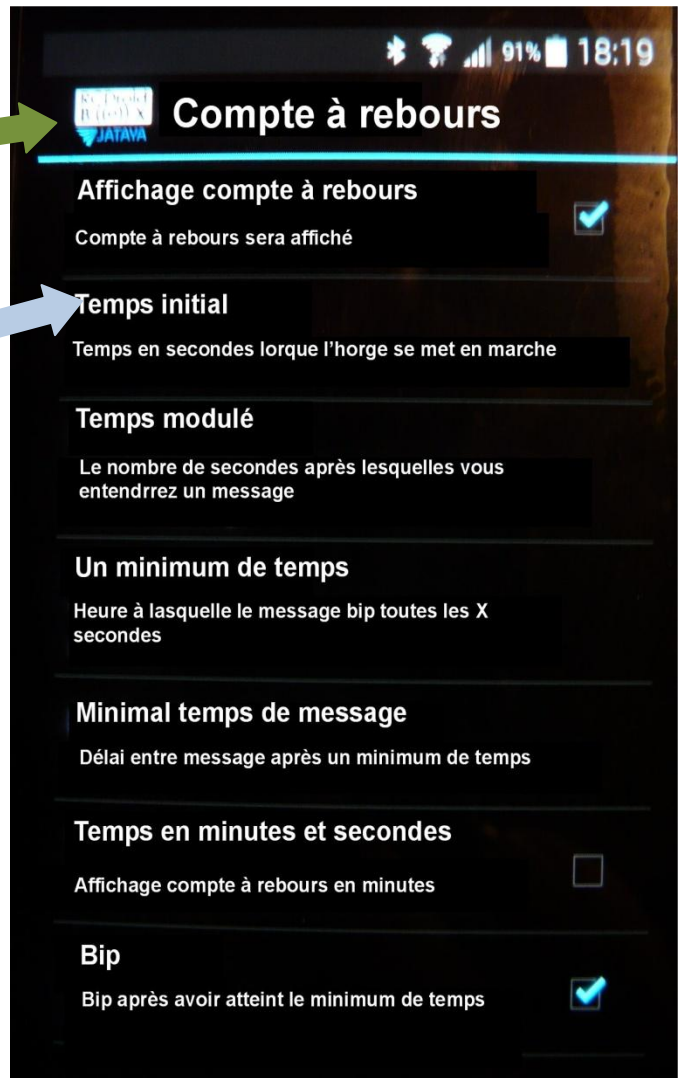 91% 18:19
JATAYA
Compte à rebours
Affichage compte à rebours
Compte à rebours sera affiché
Temps initial
Temps en secondes lorque l'horge se met en marche
Temps modulé
Le nombre de secondes après lesquelles vous
entendrrez un message
Un minimum de temps
Heure à lasquelle le message bip toutes les X
secondes
Minimal temps de message
Délai entre message après un minimum de temps
Temps en minutes et secondes
Affichage compte à rebours en minutes
Bip
Bip après avoir atteint le minimum de temps